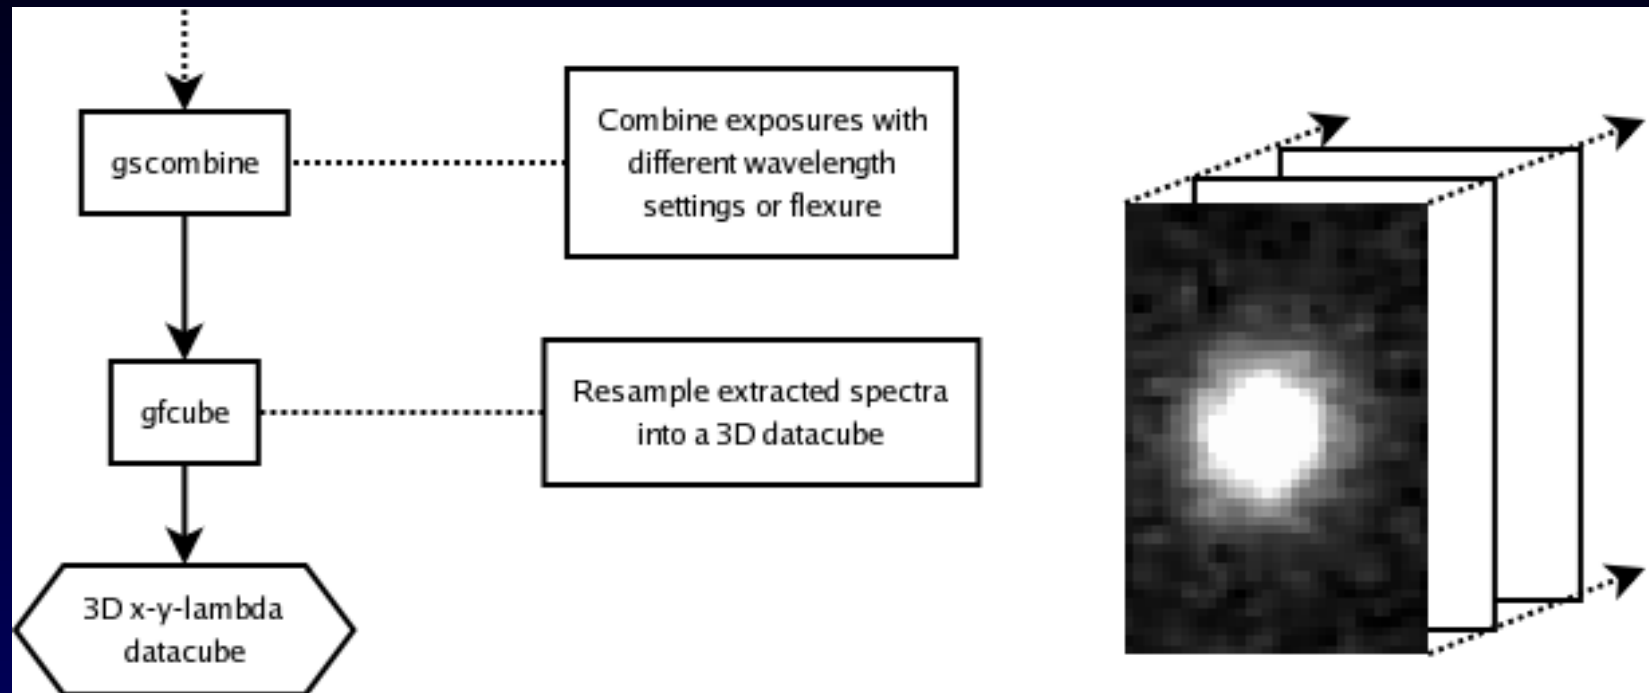 gscombine
Combine exposures with
different wavelength
settings or flexure
gfcube
Resample extracted spectra
into a 3D datacube
3D x-y-lambda
datacube